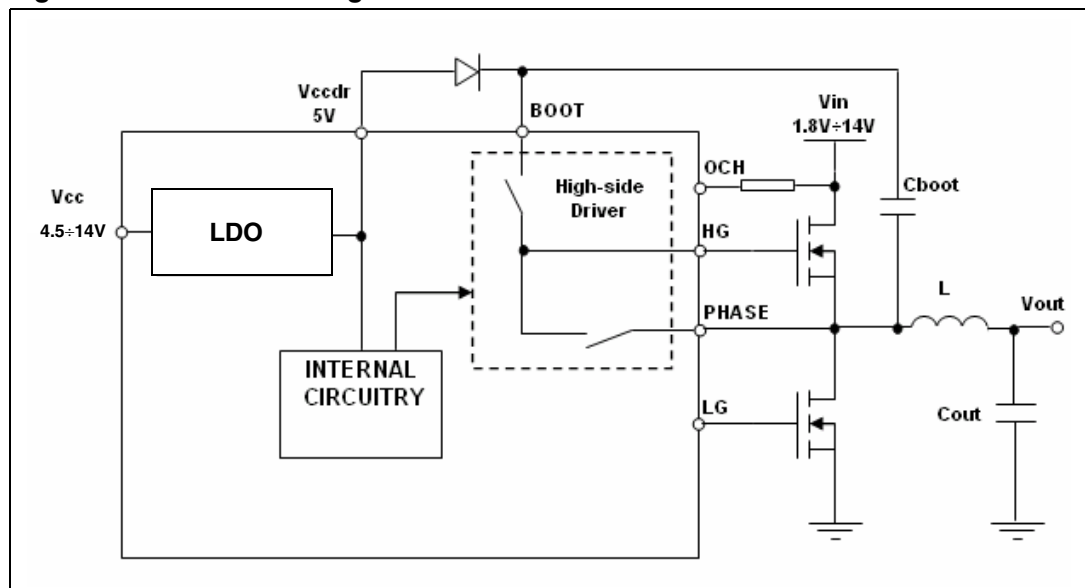 Vccdr
5V
BOOT
Vin
1.8V÷14V
OCH
Cboot
High-side
Driver
Vcc
4.5÷14V
LDO
HG
L
Vout
PHASE
INTERNAL
CIRCUITRY
LG
Cout